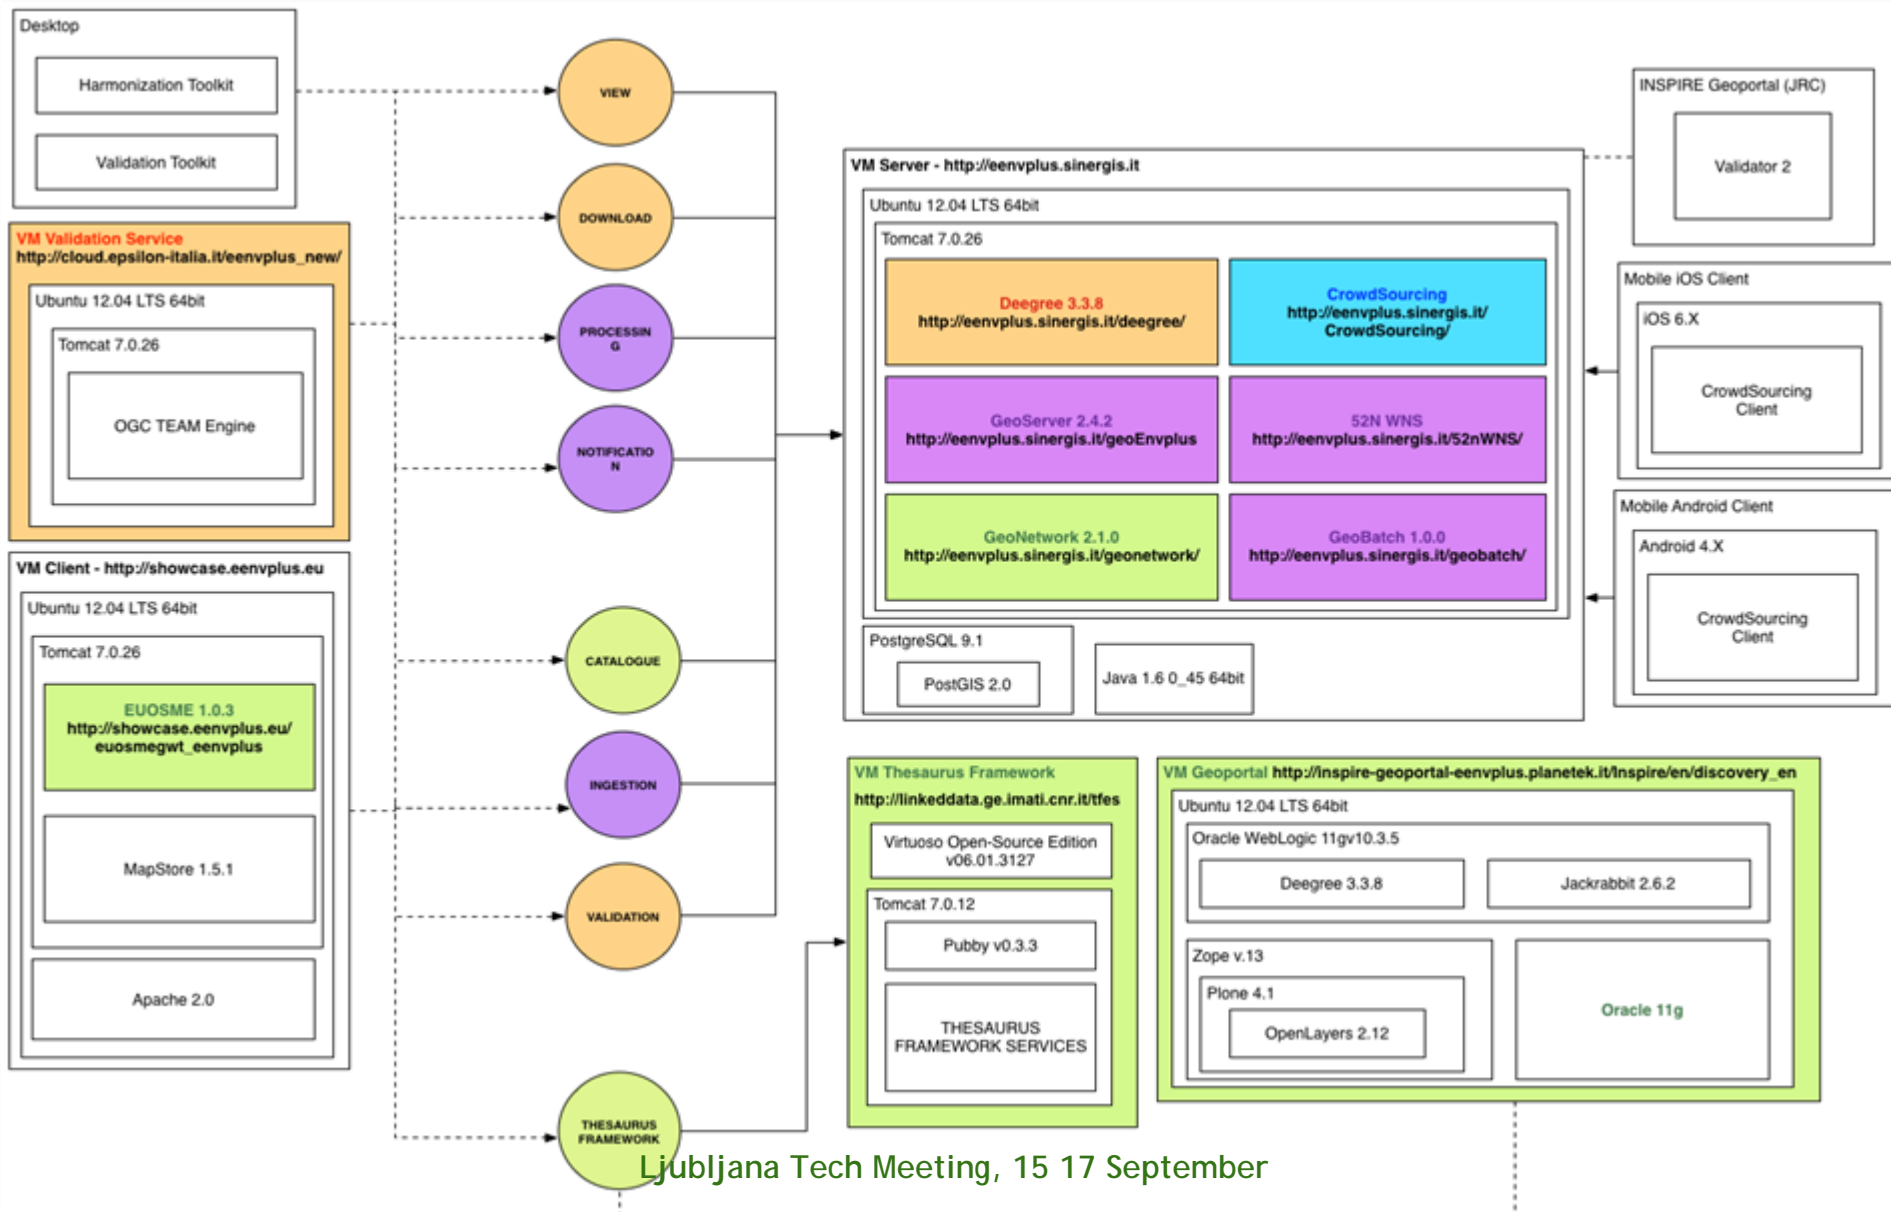 Desktop
Harmonization Toolkit
Validation Toolkit
VM Validation Service
http://cloud.epsilon-italia.it/eenvplus_new/
Ubuntu 12.04 LTS 64bit
Tomcat 7.0.26
OGC TEAM Engine
VM Client - http://showcase.eenvplus.eu
Ubuntu 12.04 LTS 64bit
Tomcat 7.0.26
EUOSME 1.0.3
http://showcase.eenvplus.eu/
euosmegwt_eenvplus
MapStore 1.5.1
Apache 2.0
VIEW
DOWNLOAD
PROCESSIN
G
NOTIFICATIO
N
CATALOGUE
INGESTION
VALIDATION
THESAURUS
FRAMEWORK
VM Server - http://eenvplus.sinergis.it
Ubuntu 12.04 LTS 64bit
Tomcat 7.0.26
Deegree 3.3.8
http://eenvplus.sinergis.it/deegree/
CrowdSourcing
http://eenvplus.sinergis.it/
CrowdSourcing/
GeoServer 2.4.2
http://eenvplus.sinergis.it/geoEnvplus
52N WNS
http://eenvplus.sinergis.it/52nWNS/
GeoNetwork 2.1.0
http://eenvplus.sinergis.it/geonetwork/
GeoBatch 1.0.0
http://eenvplus.sinergis.it/geobatch/
PostgreSQL 9.1
PostGIS 2.0
Java 1.6 0_45 64bit
INSPIRE Geoportal (JRC)
Validator 2
Mobile iOS Client
iOS 6.X
CrowdSourcing
Client
Mobile Android Client
Android 4.X
CrowdSourcing
Client
VM Thesaurus Framework
http://linkeddata.ge.imati.cnr.it/tfes
Virtuoso Open-Source Edition
v06.01.3127
Tomcat 7.0.12
Pubby v0.3.3
THESAURUS
FRAMEWORK SERVICES
VM Geoportal http://inspire-geoportal-eenvplus.planetek.it/Inspire/en/discovery_en
Ubuntu 12.04 LTS 64bit
Oracle WebLogic 11gv10.3.5
Deegree 3.3.8
Jackrabbit 2.6.2
Zope v.13
Plone 4.1
OpenLayers 2.12
Oracle 11g
Ljubljana Tech Meeting, 15 17 September